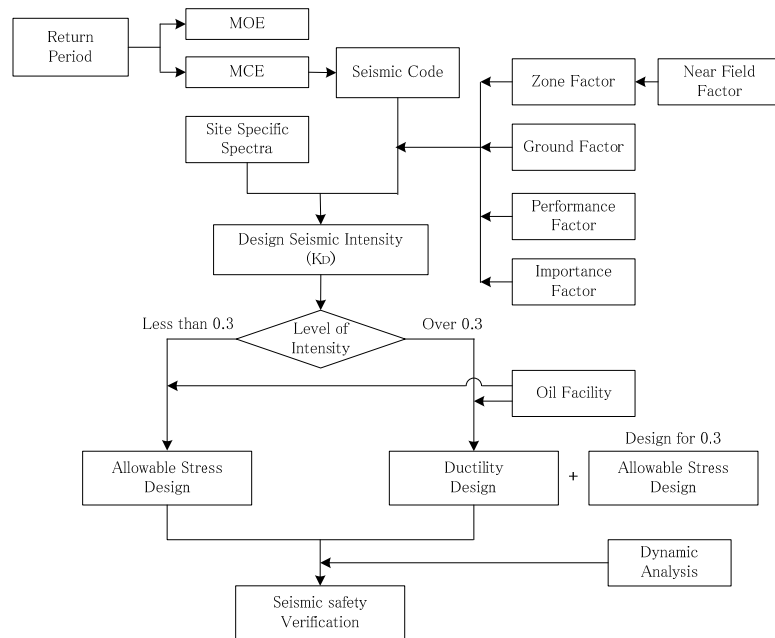 Return
Period
MOE
MCE
Seismic Code
Zone Factor
Near Field
Factor
Site Specific
Spectra
Ground Factor
Performance
Factor
Importance
Factor
Design Seismic Intensity
(KD)
Less than 0.3
Level of
Intensity
Over 0.3
Oil Facility
Allowable Stress
Design
Ductility
Design
+
Design for 0.3
Allowable Stress
Design
Dynamic
Analysis
Seismic safety
Verification